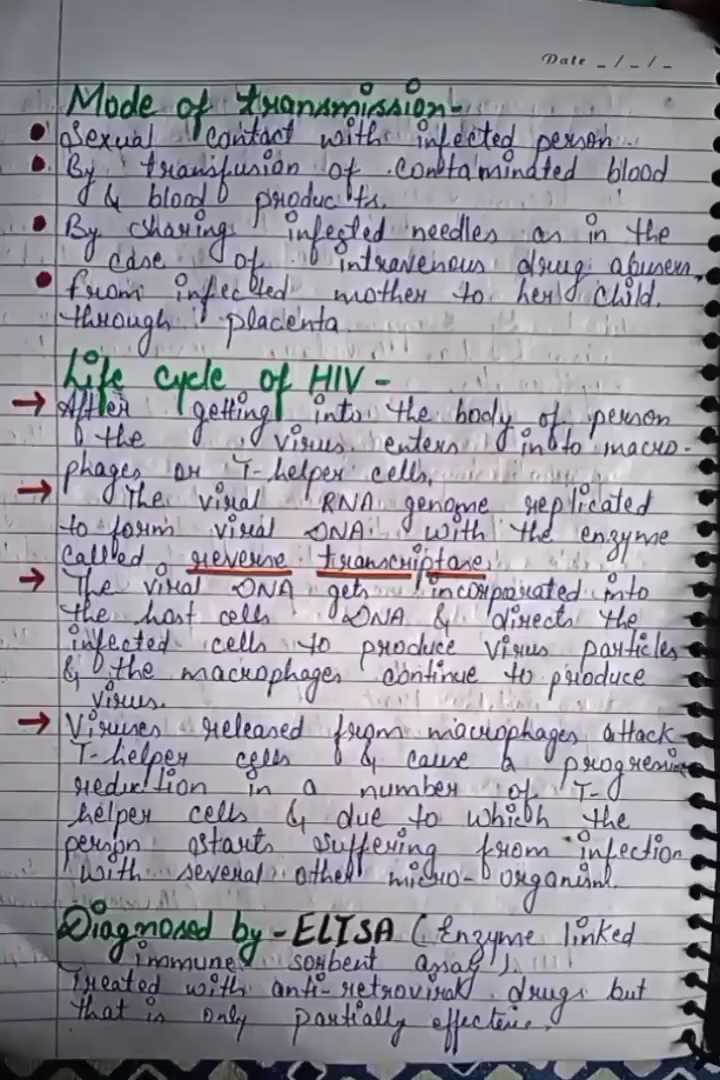 Date _ / _ / _
Mode of transmission-
• Sexual contact with infected person.
• By transfusion of contaminated blood
& blood products.
• By sharing infected needles as in the
case of intravenous drug abusers.
• From infected mother to her child.
through placenta.
Life cycle of HIV -
→ After getting into the body of person
the virus enters into macro-
phages or T-helper cells.
→ The viral RNA genome replicated
to form viral DNA with the enzyme
called reverse transcriptase.
→ The viral DNA gets incorporated into
the host cells DNA & directs the
infected cells to produce virus particles
& the macrophages continue to produce
virus.
→ Viruses released from macrophages attack
T-helper cells & cause a progressive
reduction in a number of T-
helper cells & due to which the
person starts suffering from infection
with several other micro-organism.
Diagnosed by - ELISA (Enzyme linked
immune sorbent assay).
Treated with anti-retroviral drugs but
that is only partially effective.